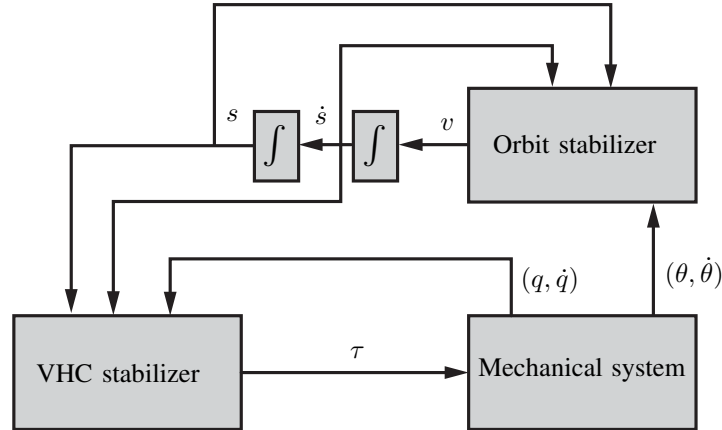 s
∫
ṡ
∫
v
Orbit stabilizer
(q, q̇)
(θ, θ̇)
VHC stabilizer
τ
Mechanical system